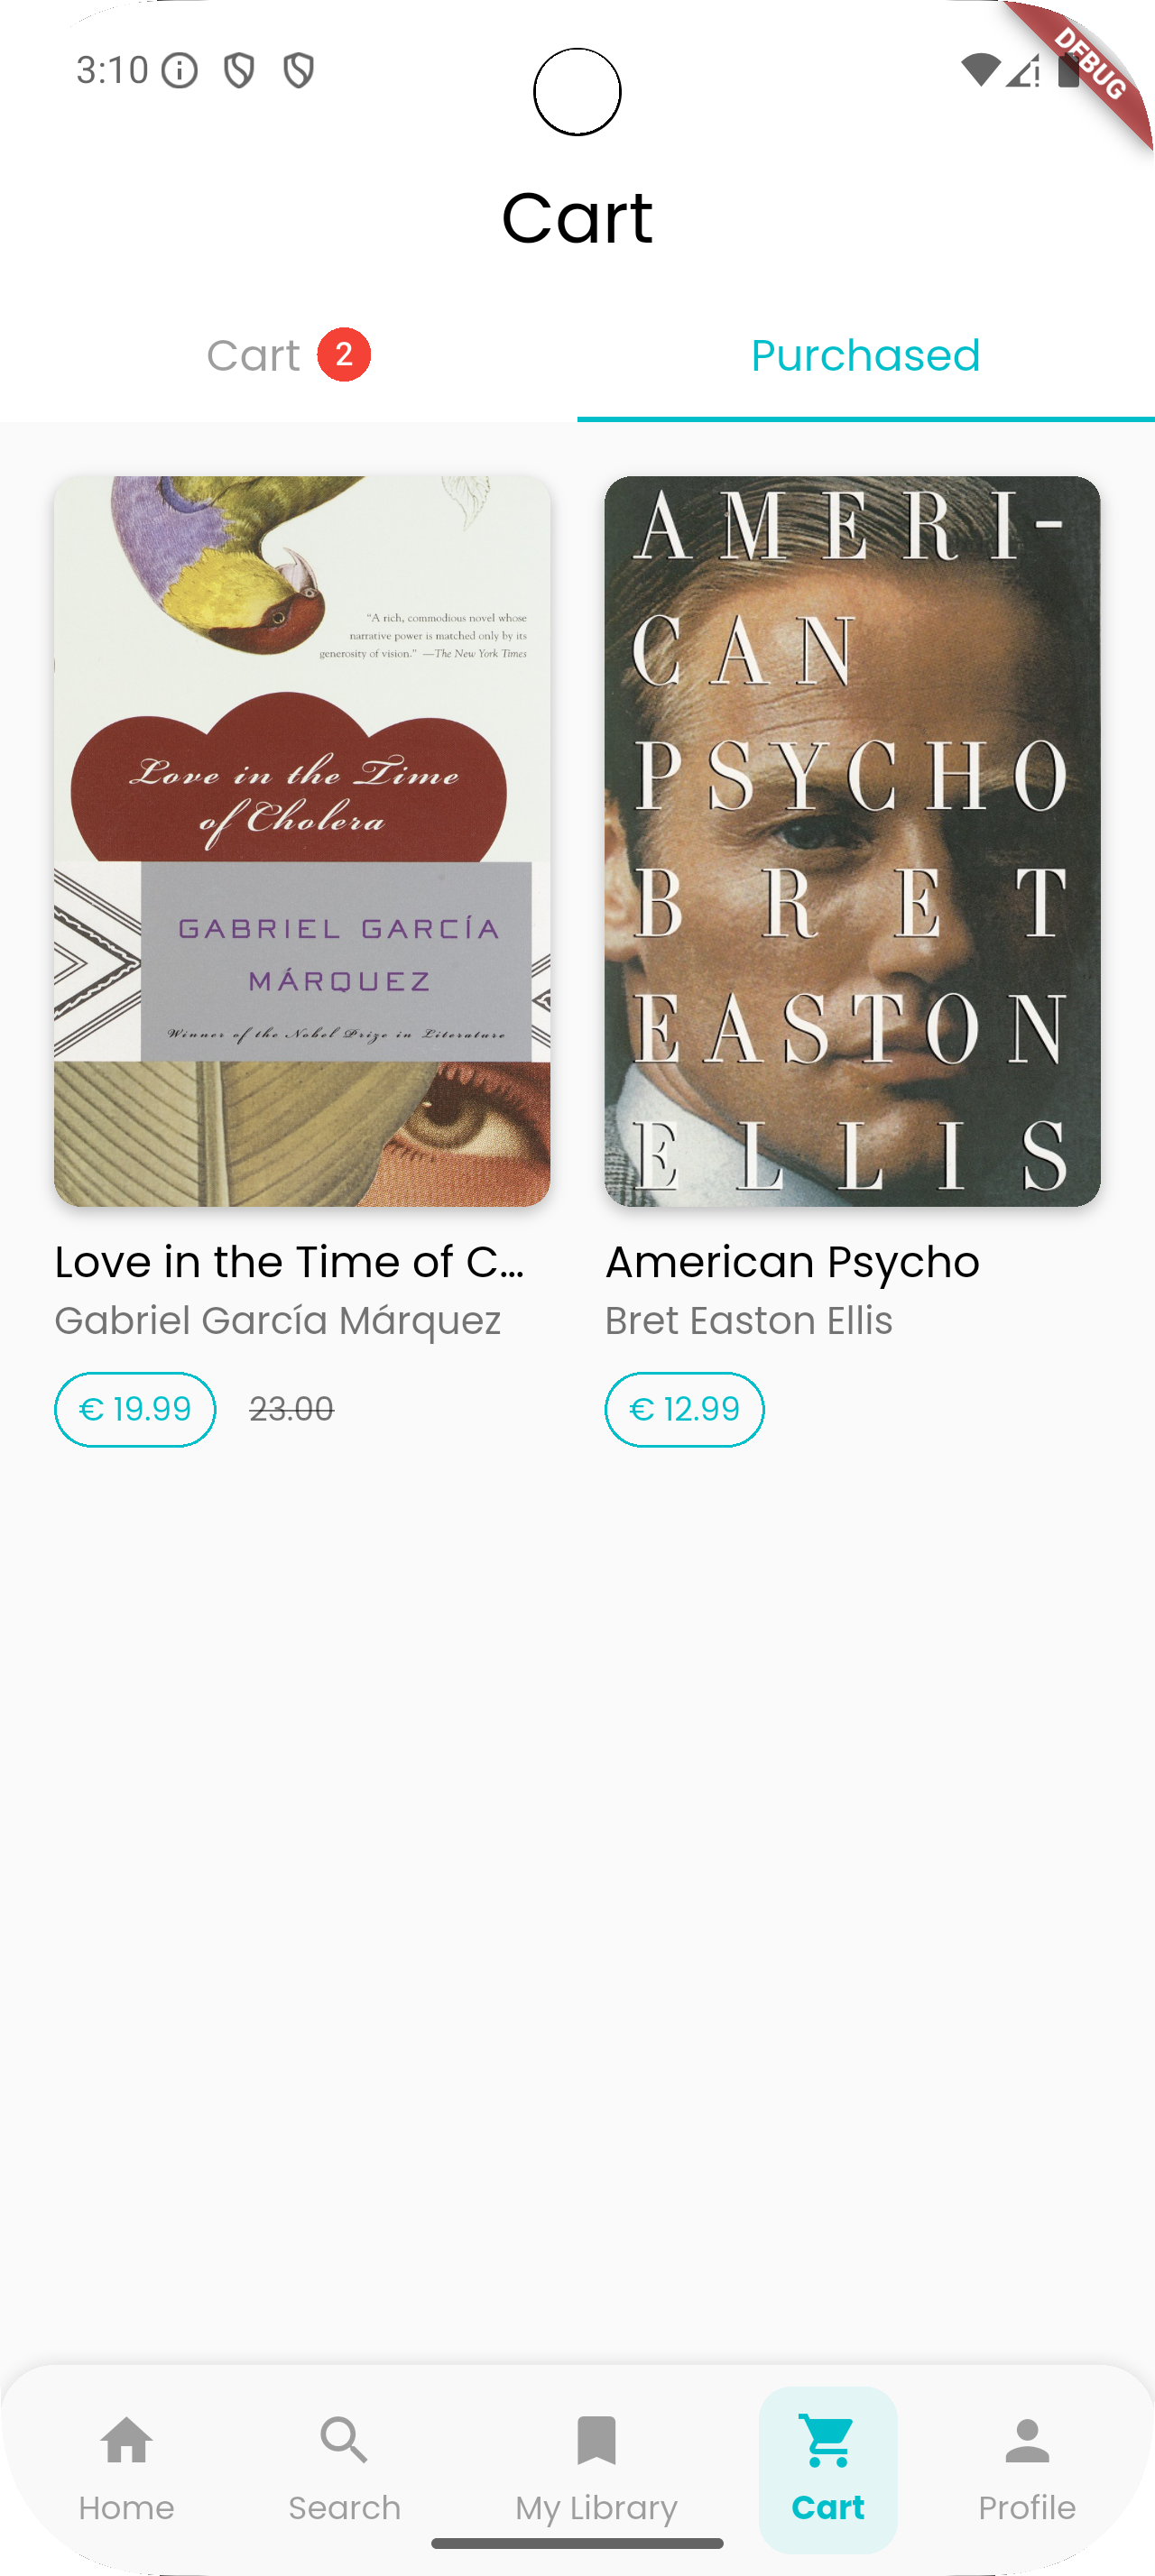 3:10
DEBUG
Cart
Cart 2
Purchased
"A rich, commodious novel whose
narrative power is matched only by its
generosity of vision." —The New York Times
Love in the Time
of Cholera
GABRIEL GARCÍA
MÁRQUEZ
Winner of the Nobel Prize in Literature
AMERI-
CAN
PSYCHO
BRET
EASTON
ELLIS
Love in the Time of C...
Gabriel García Márquez
€ 19.99 23.00
American Psycho
Bret Easton Ellis
€ 12.99
Home
Search
My Library
Cart
Profile